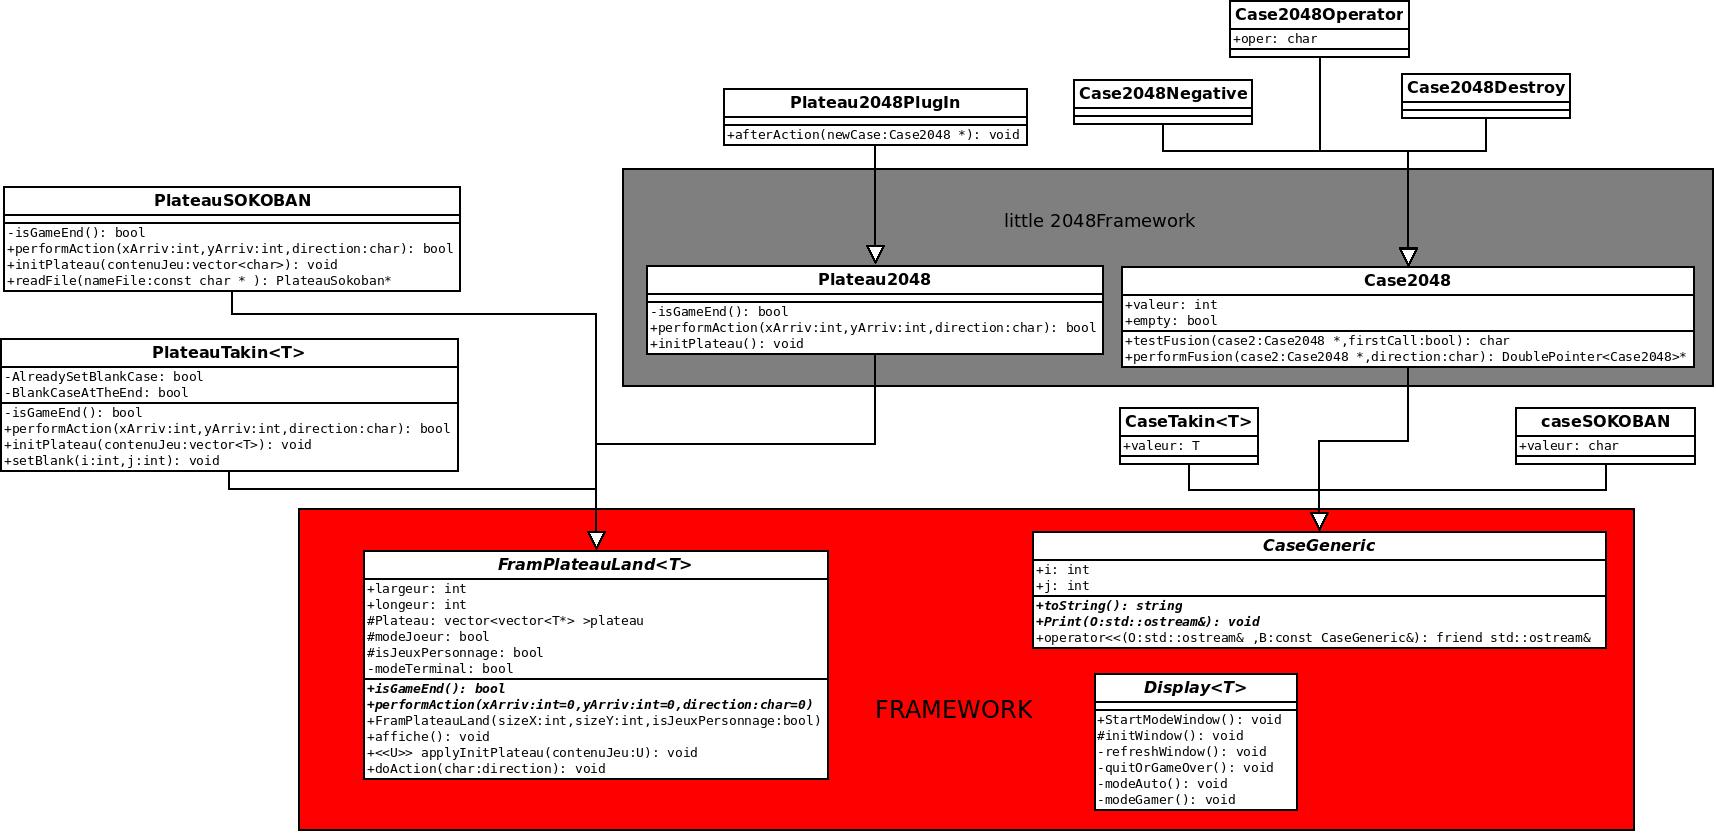 Case2048Operator
+oper: char
Case2048Negative
Case2048Destroy
Plateau2048PlugIn
+afterAction(newCase:Case2048 *): void
little 2048Framework
PlateauSOKOBAN
-isGameEnd(): bool
+performAction(xArriv:int,yArriv:int,direction:char): bool
+initPlateau(contenuJeu:vector<char>): void
+readFile(nameFile:const char * ): PlateauSokoban*
Plateau2048
-isGameEnd(): bool
+performAction(xArriv:int,yArriv:int,direction:char): bool
+initPlateau(): void
Case2048
+valeur: int
+empty: bool
+testFusion(case2:Case2048 *,firstCall:bool): char
+performFusion(case2:Case2048 *,direction:char): DoublePointer<Case2048>*
PlateauTakin<T>
-AlreadySetBlankCase: bool
-BlankCaseAtTheEnd: bool
-isGameEnd(): bool
+performAction(xArriv:int,yArriv:int,direction:char): bool
+initPlateau(contenuJeu:vector<T>): void
+setBlank(i:int,j:int): void
CaseTakin<T>
+valeur: T
caseSOKOBAN
+valeur: char
FramPlateauLand<T>
+largeur: int
+longeur: int
#Plateau: vector<vector<T*> >plateau
#modeJoeur: bool
#isJeuxPersonnage: bool
-modeTerminal: bool
+isGameEnd(): bool
+performAction(xArriv:int=0,yArriv:int=0,direction:char=0)
+FramPlateauLand(sizeX:int,sizeY:int,isJeuxPersonnage:bool)
+affiche(): void
+<<U>> applyInitPlateau(contenuJeu:U): void
+doAction(char:direction): void
FRAMEWORK
CaseGeneric
+i: int
+j: int
+toString(): string
+Print(O:std::ostream&): void
+operator<<(O:std::ostream& ,B:const CaseGeneric&): friend std::ostream&
Display<T>
+StartModeWindow(): void
#initWindow(): void
-refreshWindow(): void
-quitOrGameOver(): void
-modeAuto(): void
-modeGamer(): void